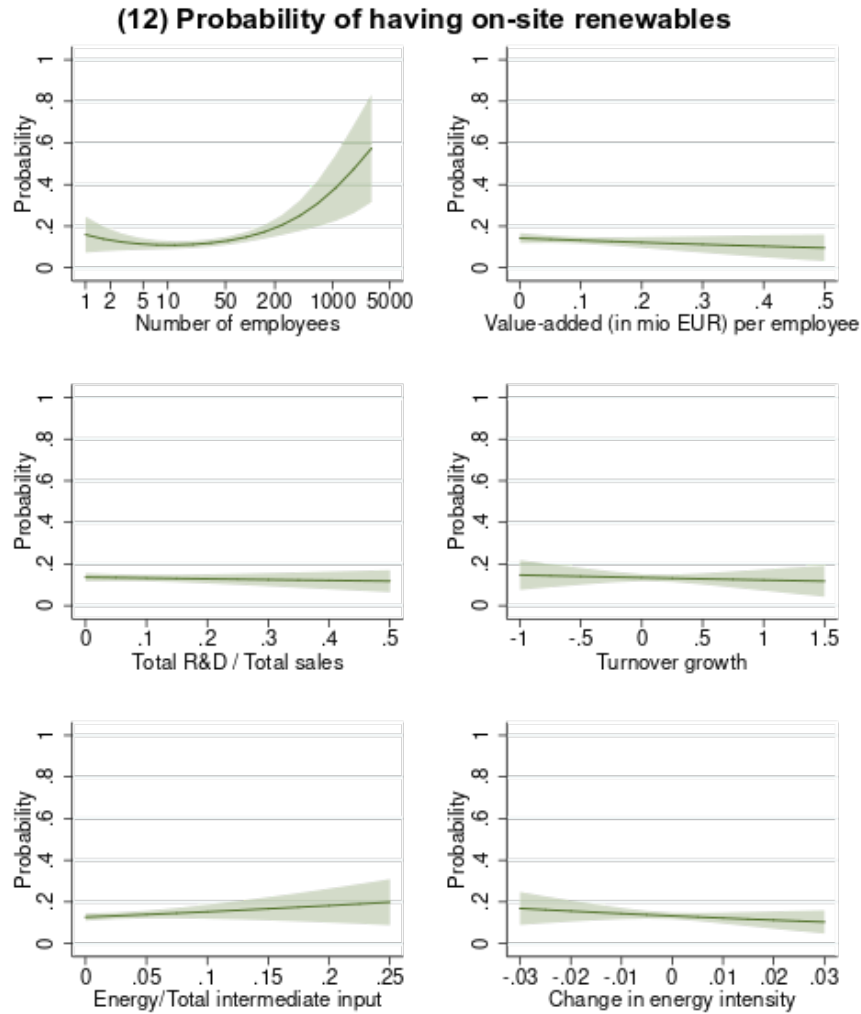 (12) Probability of having on-site renewables
Probability
1
.8
.6
.4
.2
0
1 2 5 10 50 200 1000 5000
Number of employees
Probability
1
.8
.6
.4
.2
0
0 .1 .2 .3 .4 .5
Value-added (in mio EUR) per employee
Probability
1
.8
.6
.4
.2
0
0 .1 .2 .3 .4 .5
Total R&D / Total sales
Probability
1
.8
.6
.4
.2
0
-1 -.5 0 .5 1 1.5
Turnover growth
Probability
1
.8
.6
.4
.2
0
0 .05 .1 .15 .2 .25
Energy/Total intermediate input
Probability
1
.8
.6
.4
.2
0
-.03 -.02 -.01 0 .01 .02 .03
Change in energy intensity